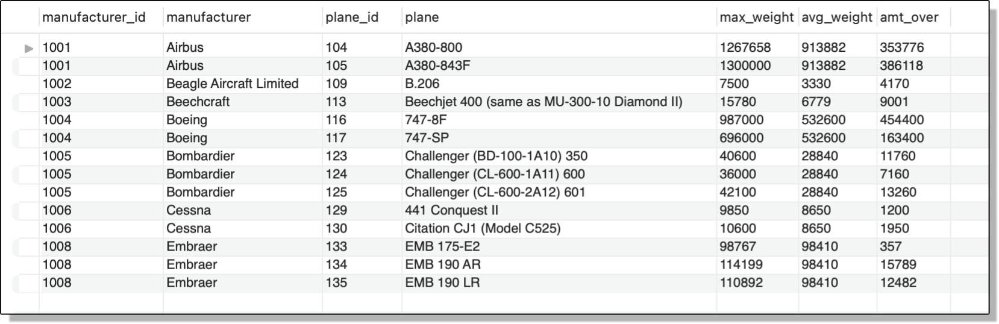 manufacturer_id manufacturer plane_id plane max_weight avg_weight amt_over
1001 Airbus 104 A380-800 1267658 913882 353776
1001 Airbus 105 A380-843F 1300000 913882 386118
1002 Beagle Aircraft Limited 109 B.206 7500 3330 4170
1003 Beechcraft 113 Beechjet 400 (same as MU-300-10 Diamond II) 15780 6779 9001
1004 Boeing 116 747-8F 987000 532600 454400
1004 Boeing 117 747-SP 696000 532600 163400
1005 Bombardier 123 Challenger (BD-100-1A10) 350 40600 28840 11760
1005 Bombardier 124 Challenger (CL-600-1A11) 600 36000 28840 7160
1005 Bombardier 125 Challenger (CL-600-2A12) 601 42100 28840 13260
1006 Cessna 129 441 Conquest II 9850 8650 1200
1006 Cessna 130 Citation CJ1 (Model C525) 10600 8650 1950
1008 Embraer 133 EMB 175-E2 98767 98410 357
1008 Embraer 134 EMB 190 AR 114199 98410 15789
1008 Embraer 135 EMB 190 LR 110892 98410 12482